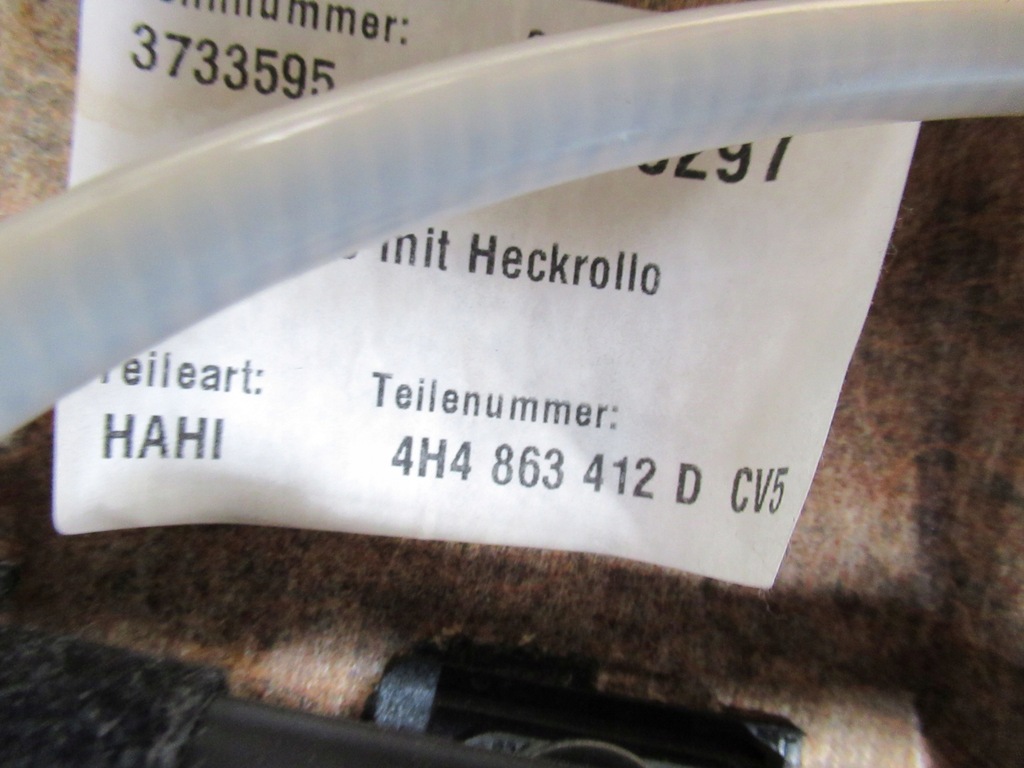 3733595
mit Heckrollo
Teileart: Teilenummer:
HAHI 4H4 863 412 D CV5